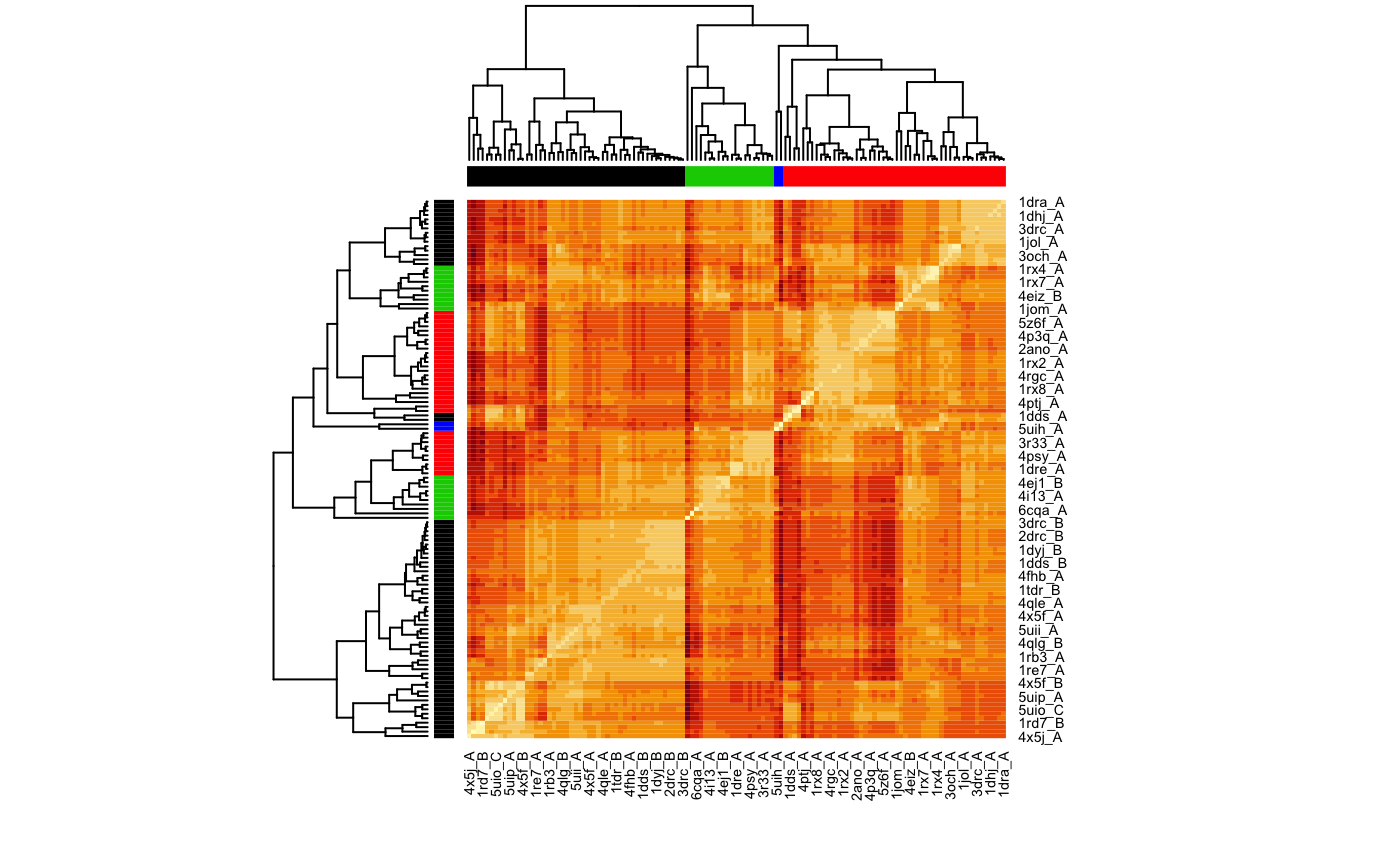 1dra_A
1dhj_A
3drc_A
1jol_A
3och_A
1rx4_A
1rx7_A
4eiz_B
1jom_A
5z6f_A
4p3q_A
2ano_A
1rx2_A
4rgc_A
1rx8_A
4ptj_A
1dds_A
5uih_A
3r33_A
4psy_A
1dre_A
4ej1_B
4i13_A
6cqa_A
3drc_B
2drc_B
1dyj_B
1dds_B
4fhb_A
1tdr_B
4qle_A
4x5f_A
5uii_A
4qlg_B
1rb3_A
1re7_A
4x5f_B
5uip_A
5uio_C
1rd7_B
4x5j_A
4x5j_A
1rd7_B
5uio_C
5uip_A
4x5f_B
1re7_A
1rb3_A
4qlg_B
5uii_A
4x5f_A
4qle_A
1tdr_B
4fhb_A
1dds_B
1dyj_B
2drc_B
3drc_B
6cqa_A
4i13_A
4ej1_B
1dre_A
4psy_A
3r33_A
5uih_A
1dds_A
4ptj_A
1rx8_A
4rgc_A
1rx2_A
2ano_A
4p3q_A
5z6f_A
1jom_A
4eiz_B
1rx7_A
1rx4_A
3och_A
1jol_A
3drc_A
1dhj_A
1dra_A